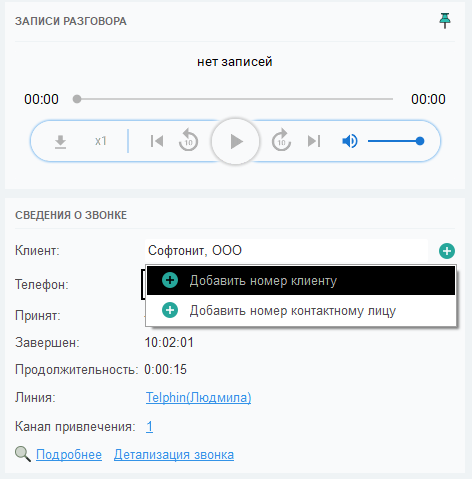 ЗАПИСИ РАЗГОВОРА
нет записей
00:00 00:00
x1 10 10
СВЕДЕНИЯ О ЗВОНКЕ
Клиент: Софтонит, ООО
Телефон: Добавить номер клиенту
Принят: Добавить номер контактному лицу
Завершен: 10:02:01
Продолжительность: 0:00:15
Линия: Telphin(Людмила)
Канал привлечения: 1
Подробнее Детализация звонка